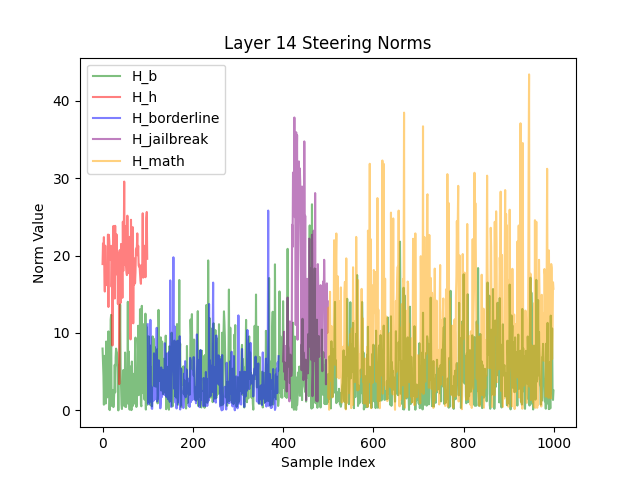 Layer 14 Steering Norms
H_b
H_h
H_borderline
H_jailbreak
H_math
Norm Value
40
30
20
10
0
0
200
400
600
800
1000
Sample Index